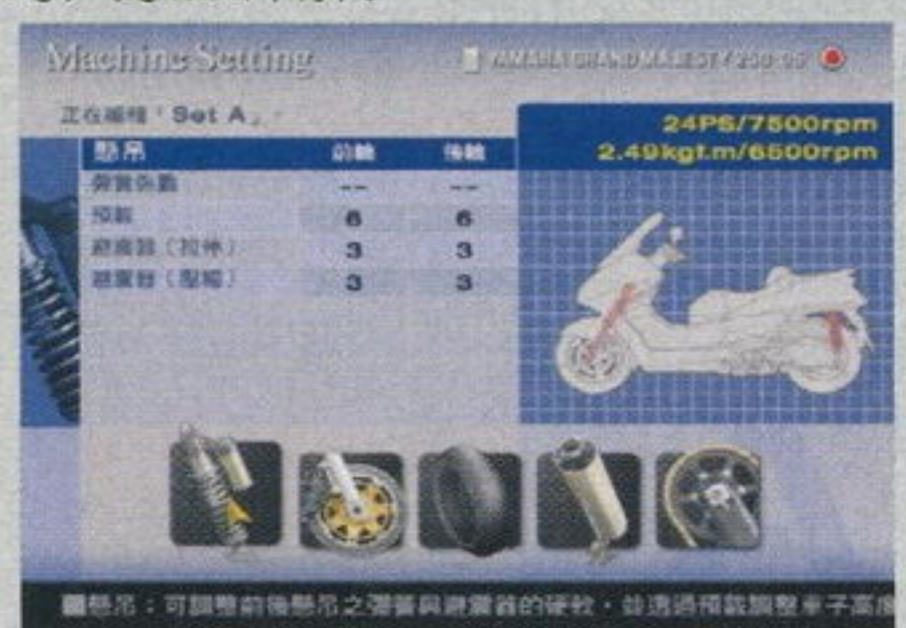 Machine Setting
YAMAHA GRAND MAJESTY 250 '05
正在編輯「Set A」
24PS/7500rpm
2.49kgf.m/6500rpm
懸吊 前輪 後輪
彈簧係數 -- --
預載 6 6
避震器(拉伸) 3 3
避震器(壓縮) 3 3
■懸吊:可調整前後懸吊之彈簧與避震器的硬軟,並透過預載調整車子高度